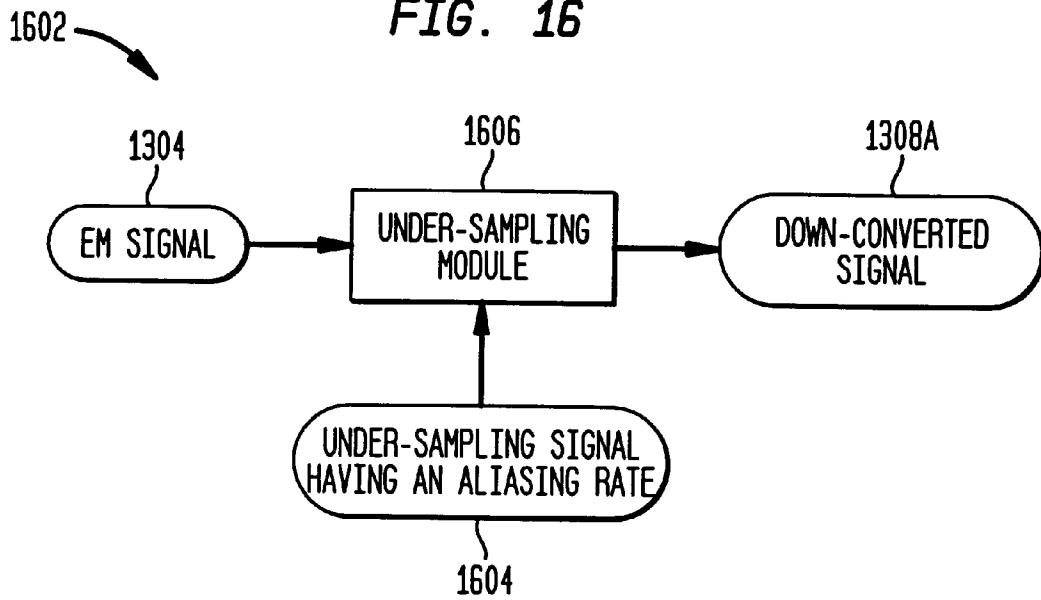 FIG. 16
1602
1304
1606
1308A
EM SIGNAL
UNDER-SAMPLING
MODULE
DOWN-CONVERTED
SIGNAL
UNDER-SAMPLING SIGNAL
HAVING AN ALIASING RATE
1604